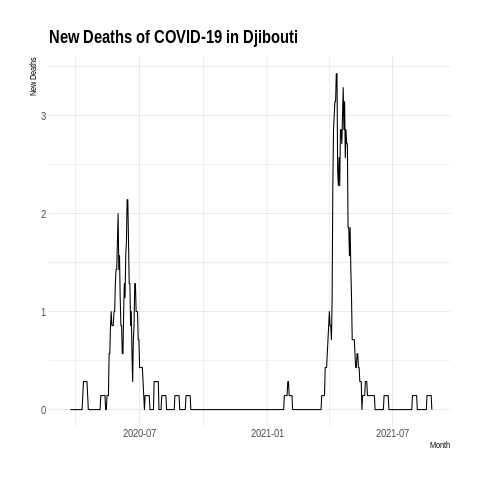 New Deaths of COVID-19 in Djibouti
New Deaths
3
2
1
0
2020-07
2021-01
2021-07
Month